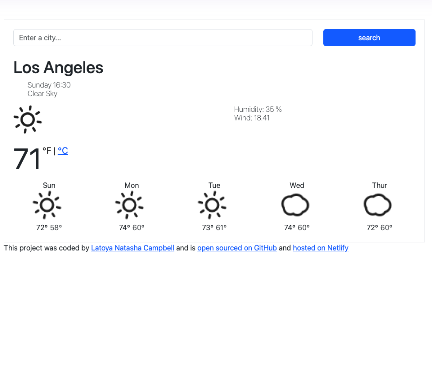 Enter a city...
search
Los Angeles
Sunday 16:30
Clear Sky
Humidity: 35 %
Wind: 18.41
71 °F | °C
Sun Mon Tue Wed Thur
72° 58° 74° 60° 73° 61° 74° 60° 72° 60°
This project was coded by Latoya Natasha Campbell and is open sourced on GitHub and hosted on Netlify